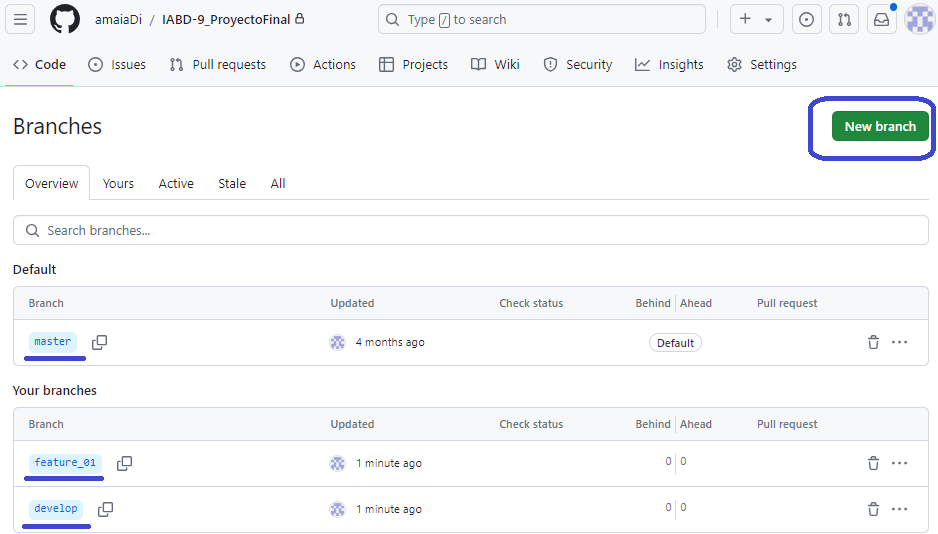 amaiaDi / IABD-9_ProyectoFinal
Type / to search
Code Issues Pull requests Actions Projects Wiki Security Insights Settings
Branches
New branch
Overview Yours Active Stale All
Search branches...
Default
Branch Updated Check status Behind Ahead Pull request
master 4 months ago Default
Your branches
Branch Updated Check status Behind Ahead Pull request
feature_01 1 minute ago 0 0
develop 1 minute ago 0 0